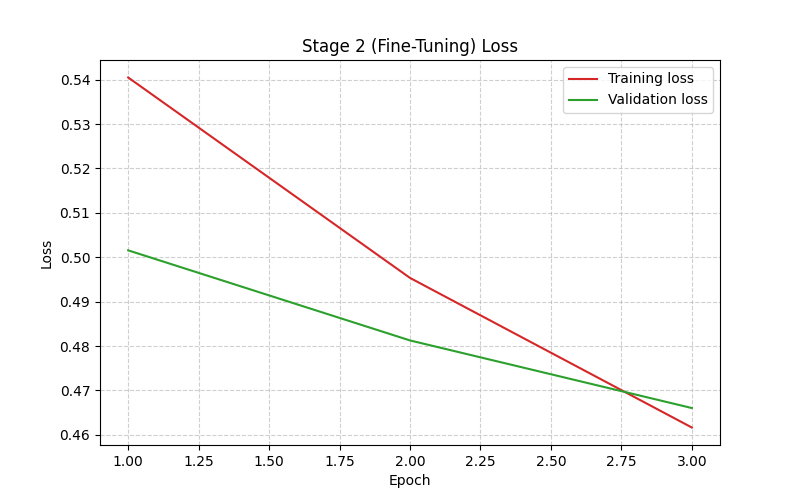 Stage 2 (Fine-Tuning) Loss
Training loss
Validation loss
0.54
0.53
0.52
0.51
0.50
0.49
0.48
0.47
0.46
Loss
1.00 1.25 1.50 1.75 2.00 2.25 2.50 2.75 3.00
Epoch